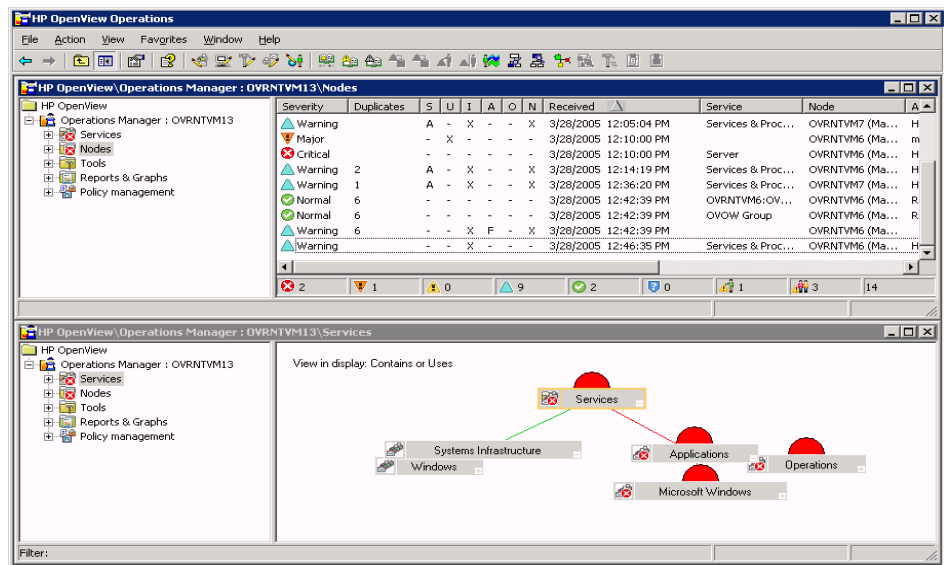 HP OpenView Operations
File Action View Favorites Window Help
HP OpenView\Operations Manager : OVRNTVM13\Nodes
HP OpenView
Operations Manager : OVRNTVM13
Services
Nodes
Tools
Reports & Graphs
Policy management
Severity Duplicates S U I A O N Received Service Node A
Warning A - X - - X 3/28/2005 12:05:04 PM Services & Proc... OVRNTVM7 (Ma... H
Major - X - - - - 3/28/2005 12:10:00 PM OVRNTVM6 (Ma... m
Critical - - - - - - 3/28/2005 12:10:00 PM Server OVRNTVM6 (Ma... H
Warning 2 A - X - - X 3/28/2005 12:14:19 PM Services & Proc... OVRNTVM6 (Ma... H
Warning 1 A - X - - X 3/28/2005 12:36:20 PM Services & Proc... OVRNTVM7 (Ma... H
Normal 6 - - - - - - 3/28/2005 12:42:39 PM OVRNTVM6:OV... OVRNTVM6 (Ma... R
Normal 6 - - - - - - 3/28/2005 12:42:39 PM OVOW Group OVRNTVM6 (Ma... R
Warning 6 - - X F - X 3/28/2005 12:42:39 PM OVRNTVM6 (Ma...
Warning - - X - - - 3/28/2005 12:46:35 PM Services & Proc... OVRNTVM6 (Ma... H
2 1 0 9 2 0 1 3 14
HP OpenView\Operations Manager : OVRNTVM13\Services
HP OpenView
Operations Manager : OVRNTVM13
Services
Nodes
Tools
Reports & Graphs
Policy management
View in display: Contains or Uses
Services
Systems Infrastructure
Windows
Applications
Operations
Microsoft Windows
Filter: